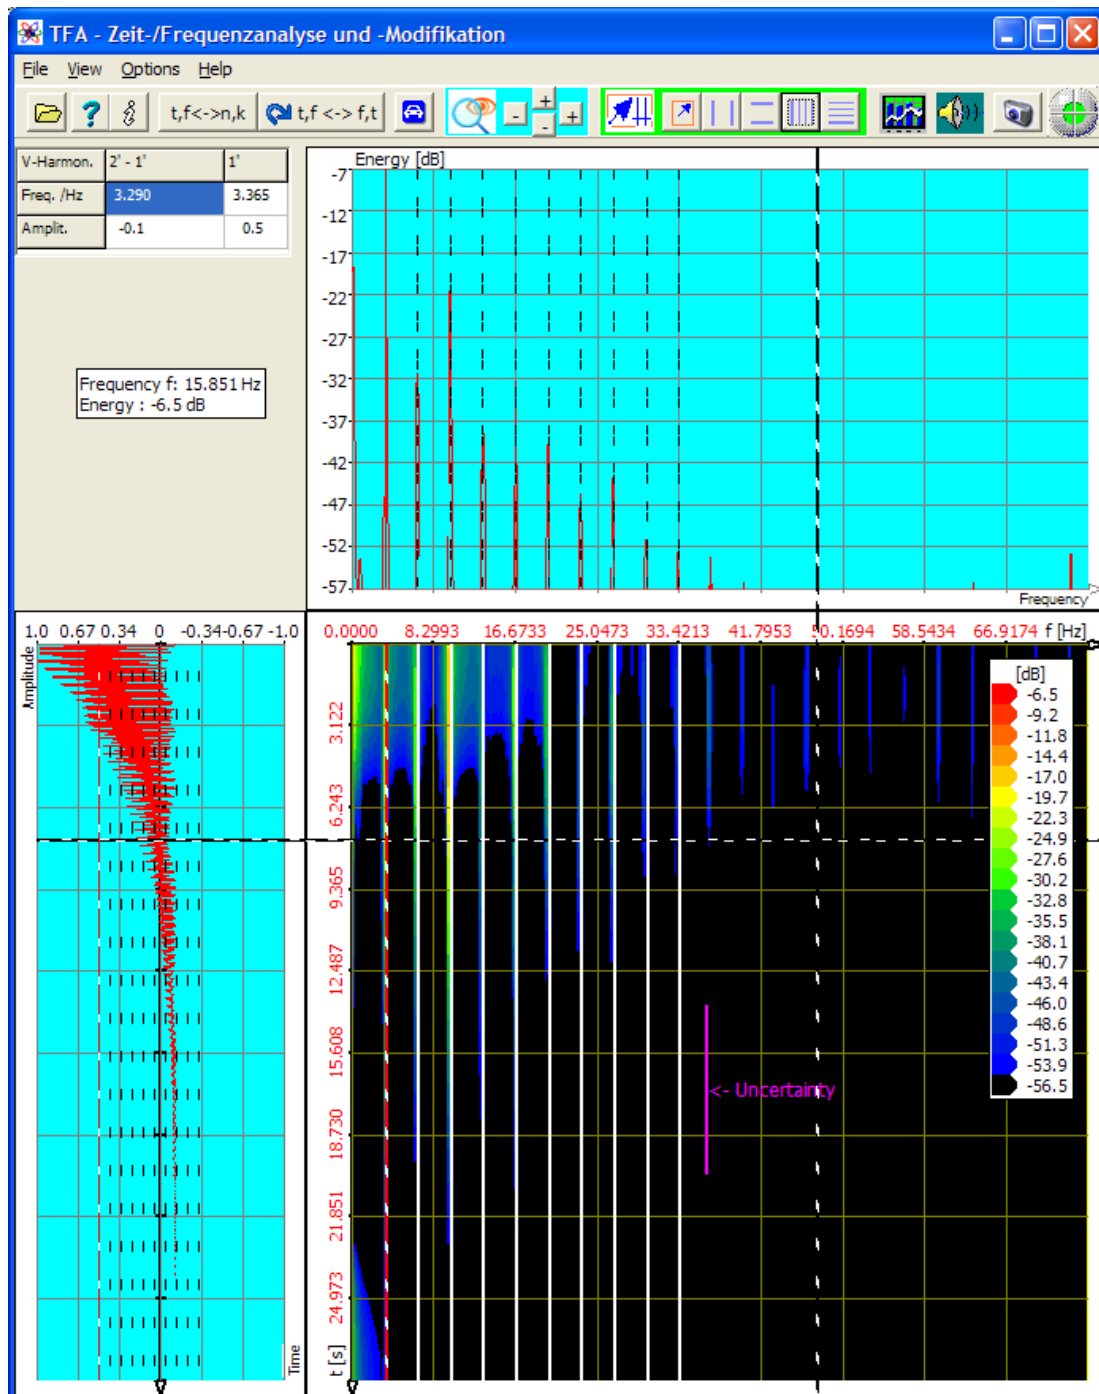 TFA - Zeit-/Frequenzanalyse und -Modifikation
File View Options Help
t,f<->n,k t,f <-> f,t
V-Harmon. 2' - 1' 1'
Freq. /Hz 3.290 3.365
Amplit. -0.1 0.5
Frequency f: 15.851 Hz
Energy : -6.5 dB
Energy [dB]
-7
-12
-17
-22
-27
-32
-37
-42
-47
-52
-57
Frequency
1.0 0.67 0.34 0 -0.34 -0.67 -1.0
Amplitude
Time
0.0000 8.2993 16.6733 25.0473 33.4213 41.7953 50.1694 58.5434 66.9174 f [Hz]
3.122
6.243
9.365
12.487
15.608
18.730
21.851
24.973
t [s]
<- Uncertainty
[dB]
-6.5
-9.2
-11.8
-14.4
-17.0
-19.7
-22.3
-24.9
-27.6
-30.2
-32.8
-35.5
-38.1
-40.7
-43.4
-46.0
-48.6
-51.3
-53.9
-56.5